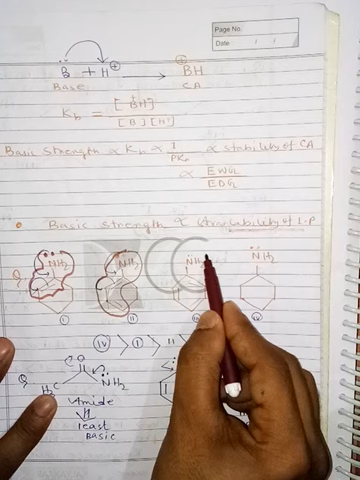 Page No.
Date / /
B + H⊕ → BH⊕
Base CA
Kb = [BH] / [B][H+]
Basic Strength ∝ Kb ∝ 1/PKb ∝ stability of CA
∝ EWG/EDG
• Basic strength ∝ availability of l.P
Q NH2 NH2 NH2 NH2
I II IV
IV > I > II >
Q H3C C O NH2
Amide
least
Basic